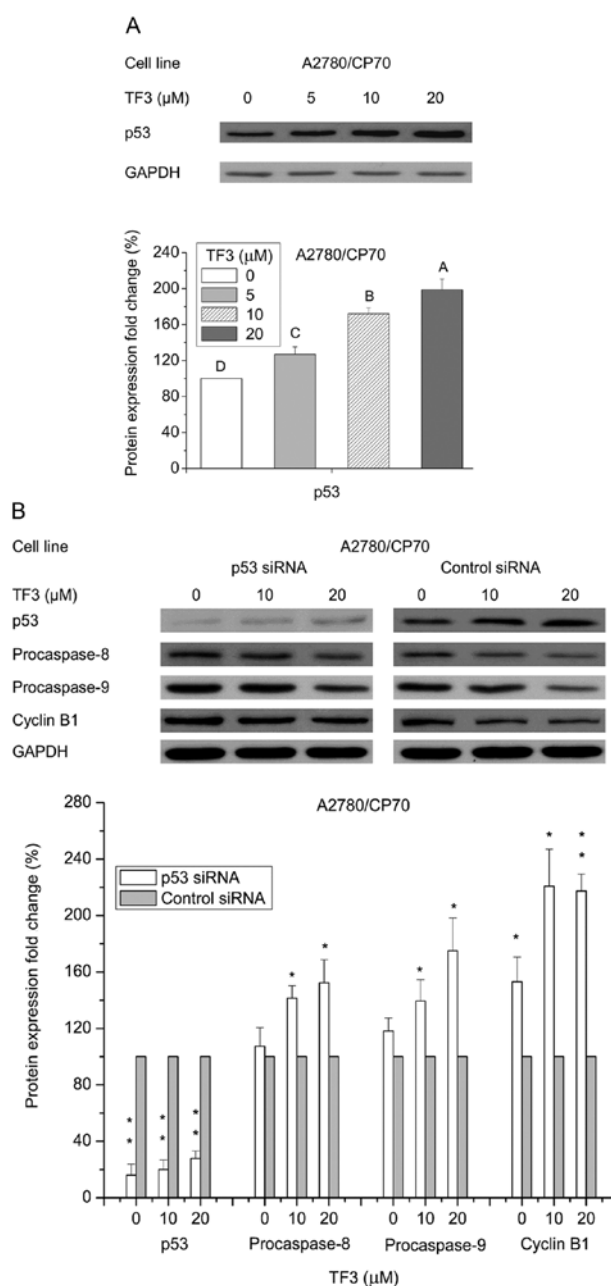 A
Cell line A2780/CP70
TF3 (μM) 0 5 10 20
p53
GAPDH
Protein expression fold change (%)
240
200
160
120
80
40
0
TF3 (μM)
0
5
10
20
A2780/CP70
D
C
B
A
p53
B
Cell line A2780/CP70
p53 siRNA Control siRNA
TF3 (μM) 0 10 20 0 10 20
p53
Procaspase-8
Procaspase-9
Cyclin B1
GAPDH
Protein expression fold change (%)
280
240
200
160
120
80
40
0
A2780/CP70
p53 siRNA
Control siRNA
* * * * * *
* *
* *
* * * *
0 10 20 0 10 20 0 10 20 0 10 20
p53 Procaspase-8 Procaspase-9 Cyclin B1
TF3 (μM)